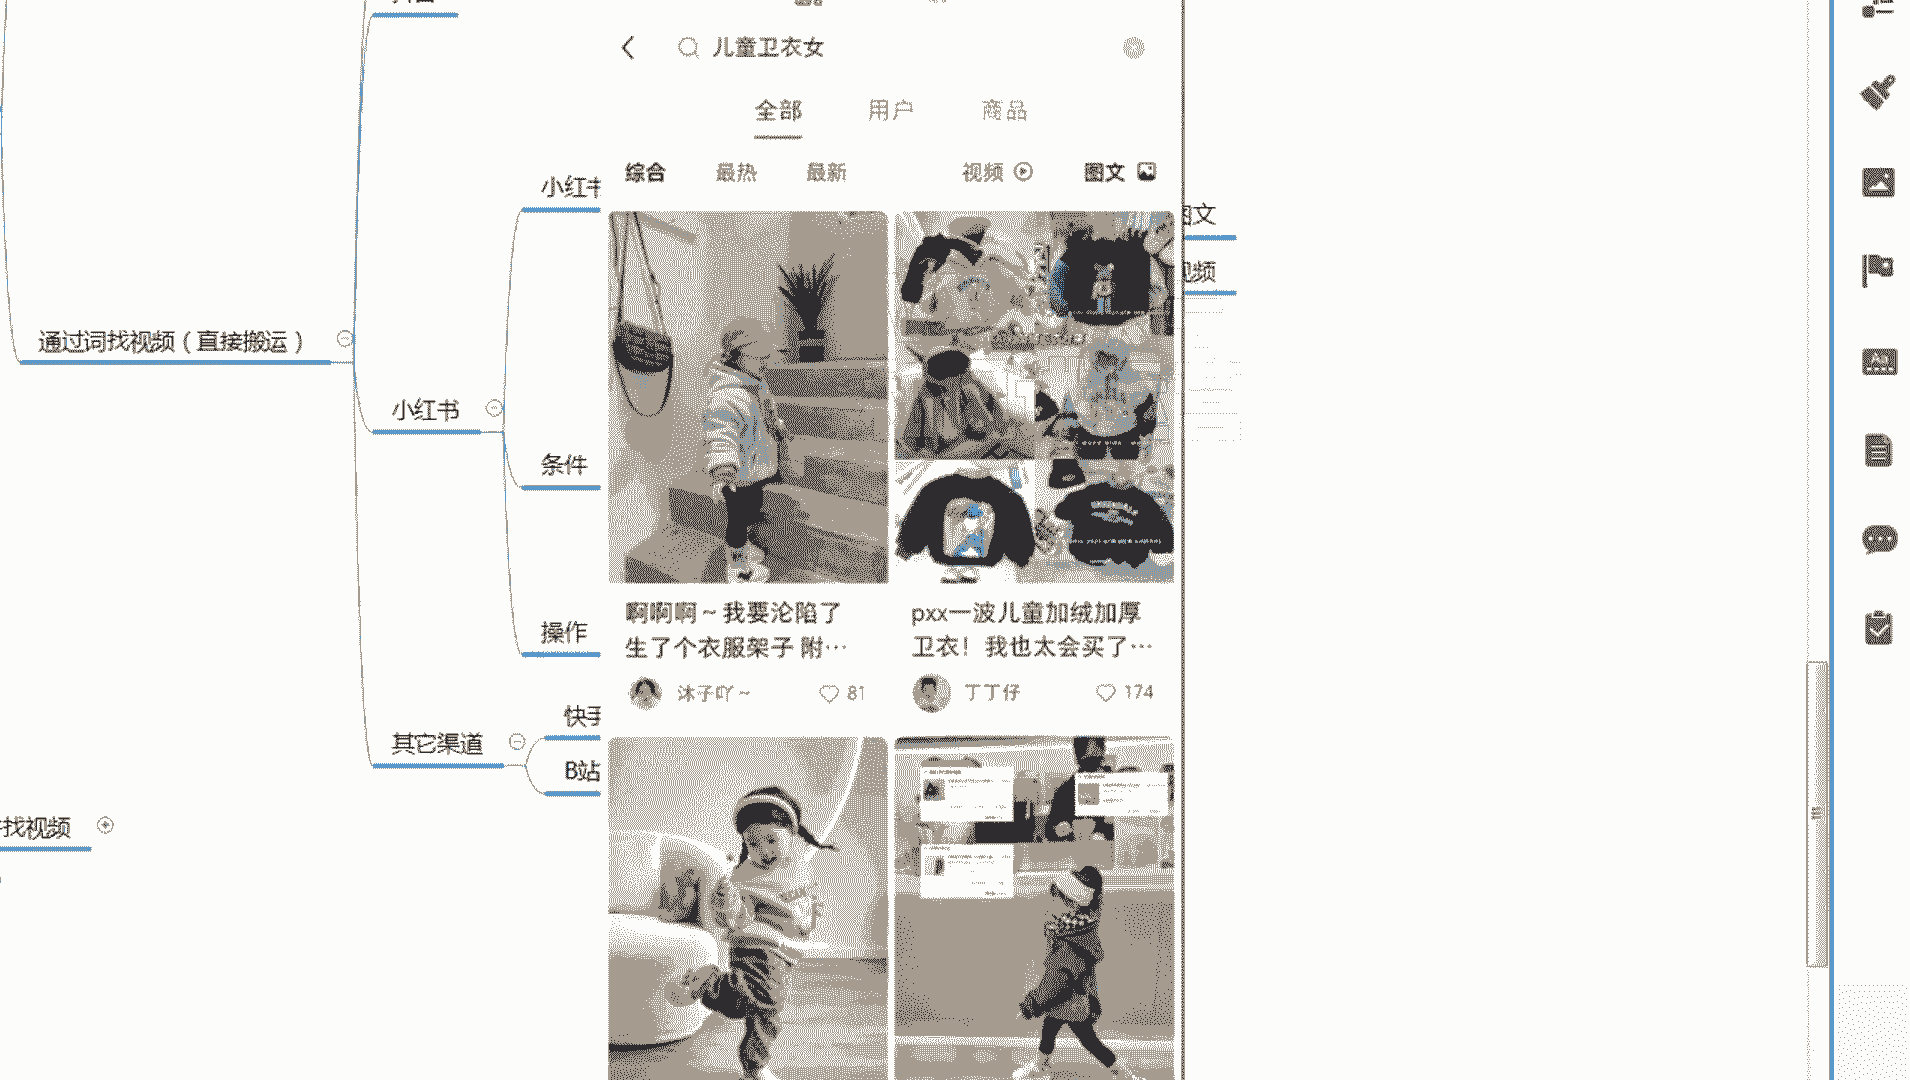 儿童卫衣女
全部
用户
商品
综合
最热
最新
视频
图文
小红书
图文
视频
通过词找视频（直接搬运）
小红书
条件
操作
啊啊啊~我要沦陷了
生了个衣服架子 附…
沐子吖~
81
pxx一波儿童加绒加厚
卫衣！我也太会买了…
丁丁仔
174
其它渠道
快手
B站
找视频
Aa